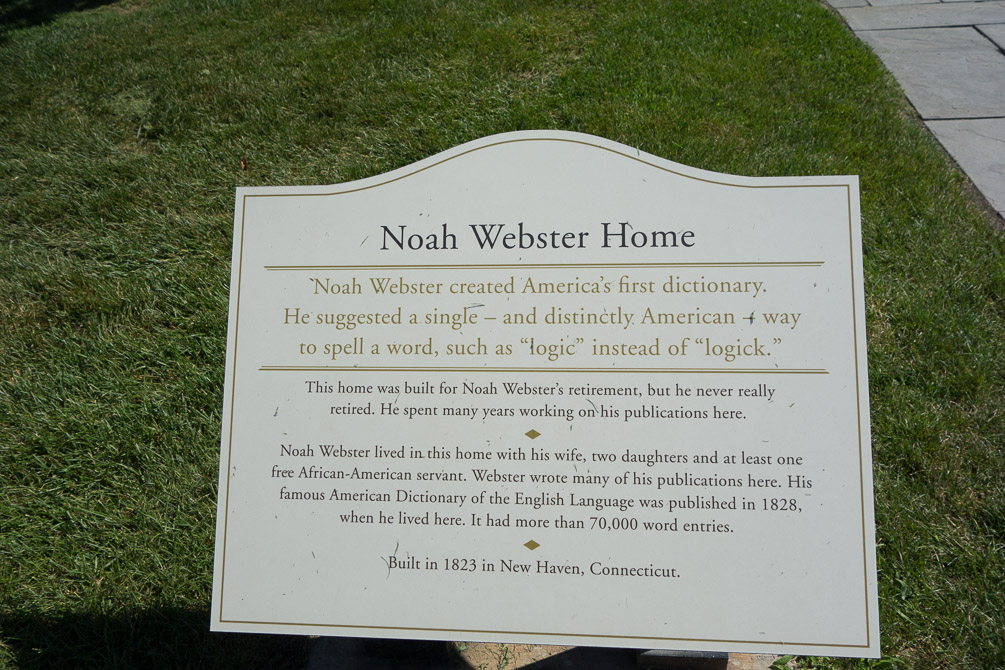 Noah Webster Home
Noah Webster created America's first dictionary.
He suggested a single – and distinctly American – way
to spell a word, such as “logic” instead of “logick.”
This home was built for Noah Webster's retirement, but he never really
retired. He spent many years working on his publications here.
Noah Webster lived in this home with his wife, two daughters and at least one
free African-American servant. Webster wrote many of his publications here. His
famous American Dictionary of the English Language was published in 1828,
when he lived here. It had more than 70,000 word entries.
Built in 1823 in New Haven, Connecticut.